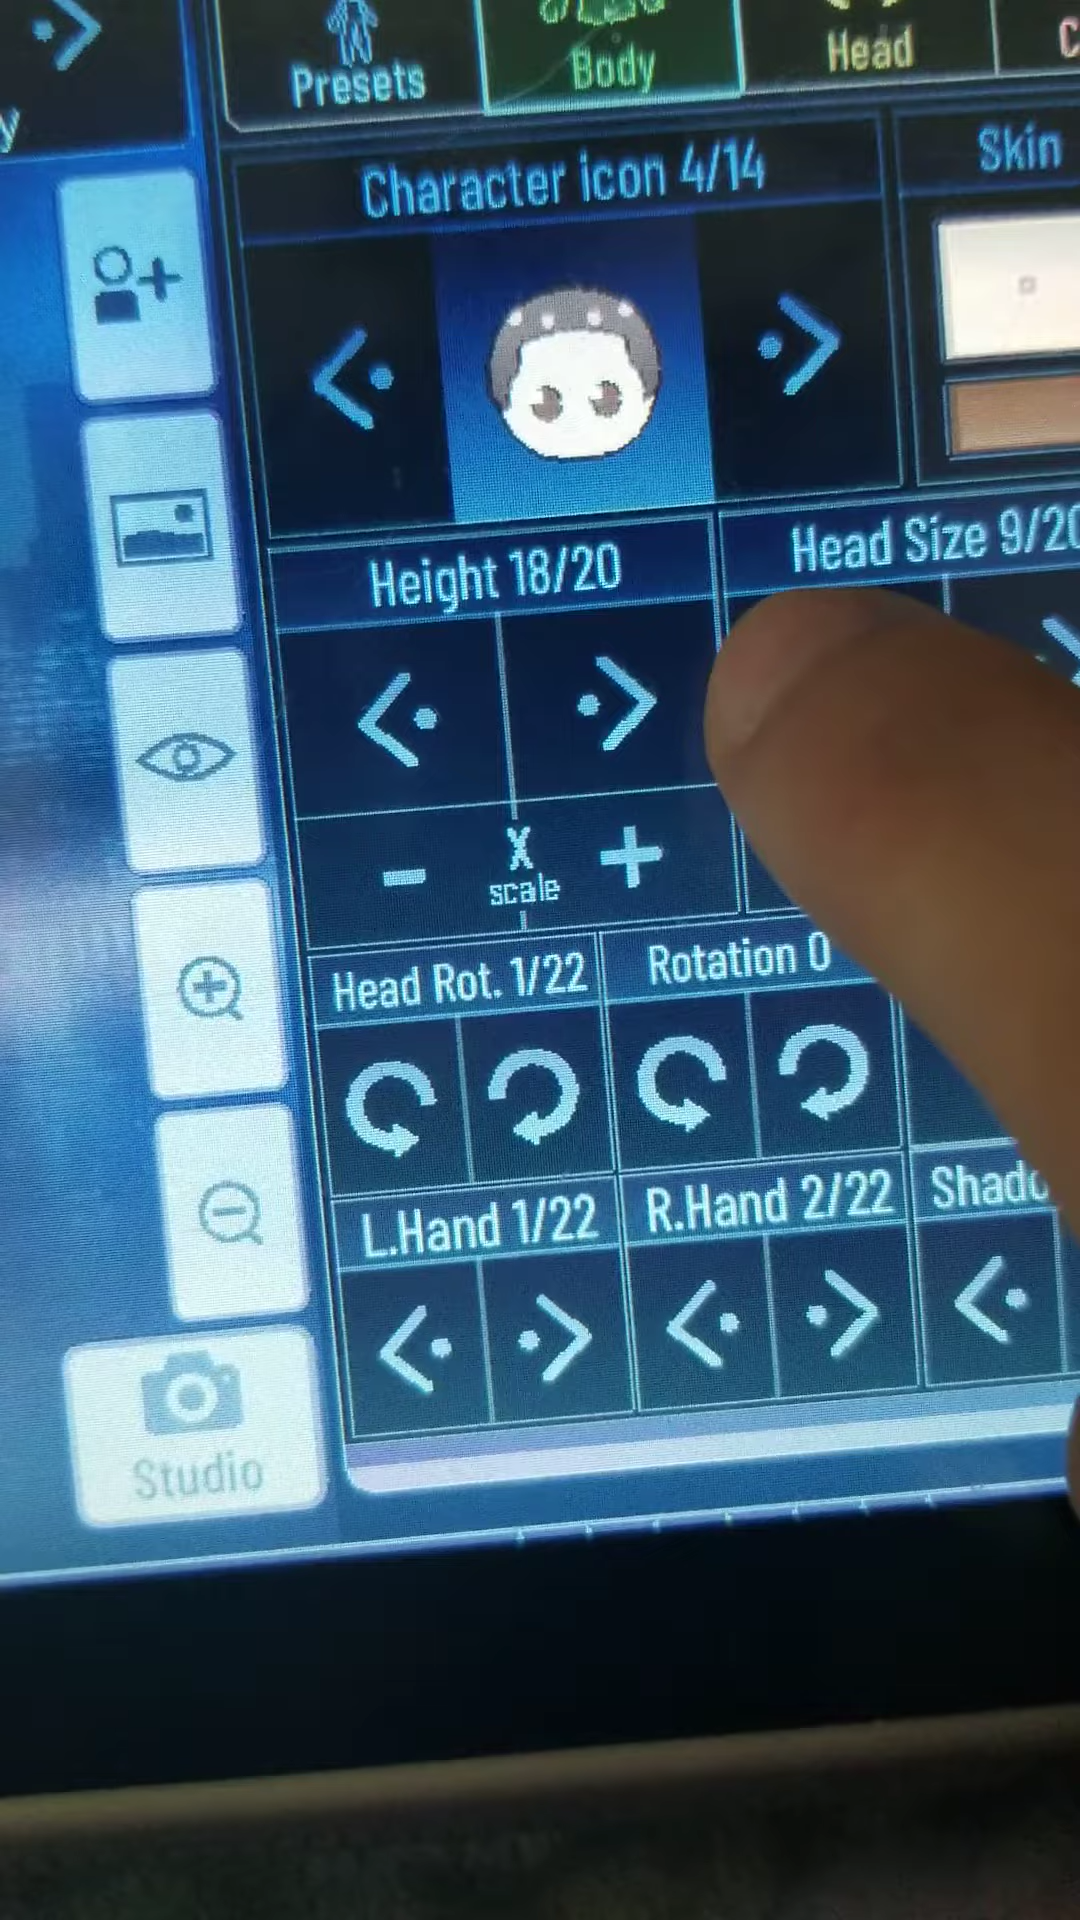 Presets
Body
Head
Character icon 4/14
Skin
Height 18/20
Head Size 9/20
X
scale
Head Rot. 1/22
Rotation 0
L.Hand 1/22
R.Hand 2/22
Studio